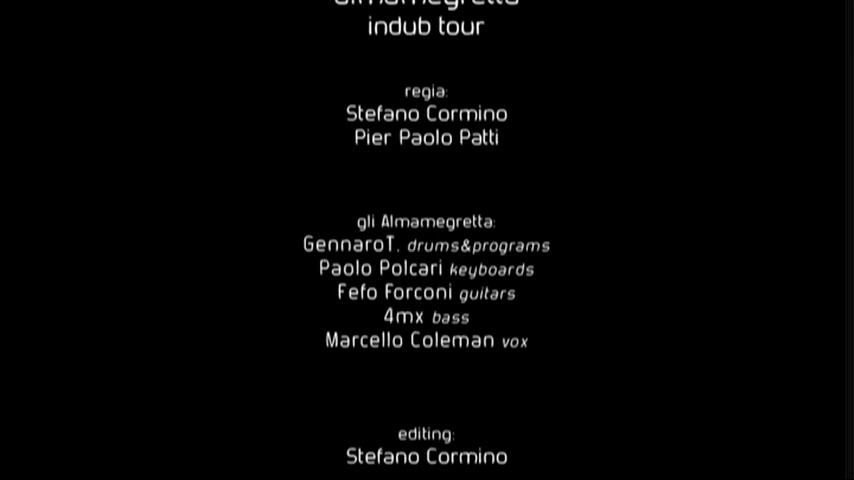 almamegretta
indub tour
regia:
Stefano Cormino
Pier Paolo Patti
gli Almamegretta:
GennaroT. drums&programs
Paolo Polcari keyboards
Fefo Forconi guitars
4mx bass
Marcello Coleman vox
editing:
Stefano Cormino